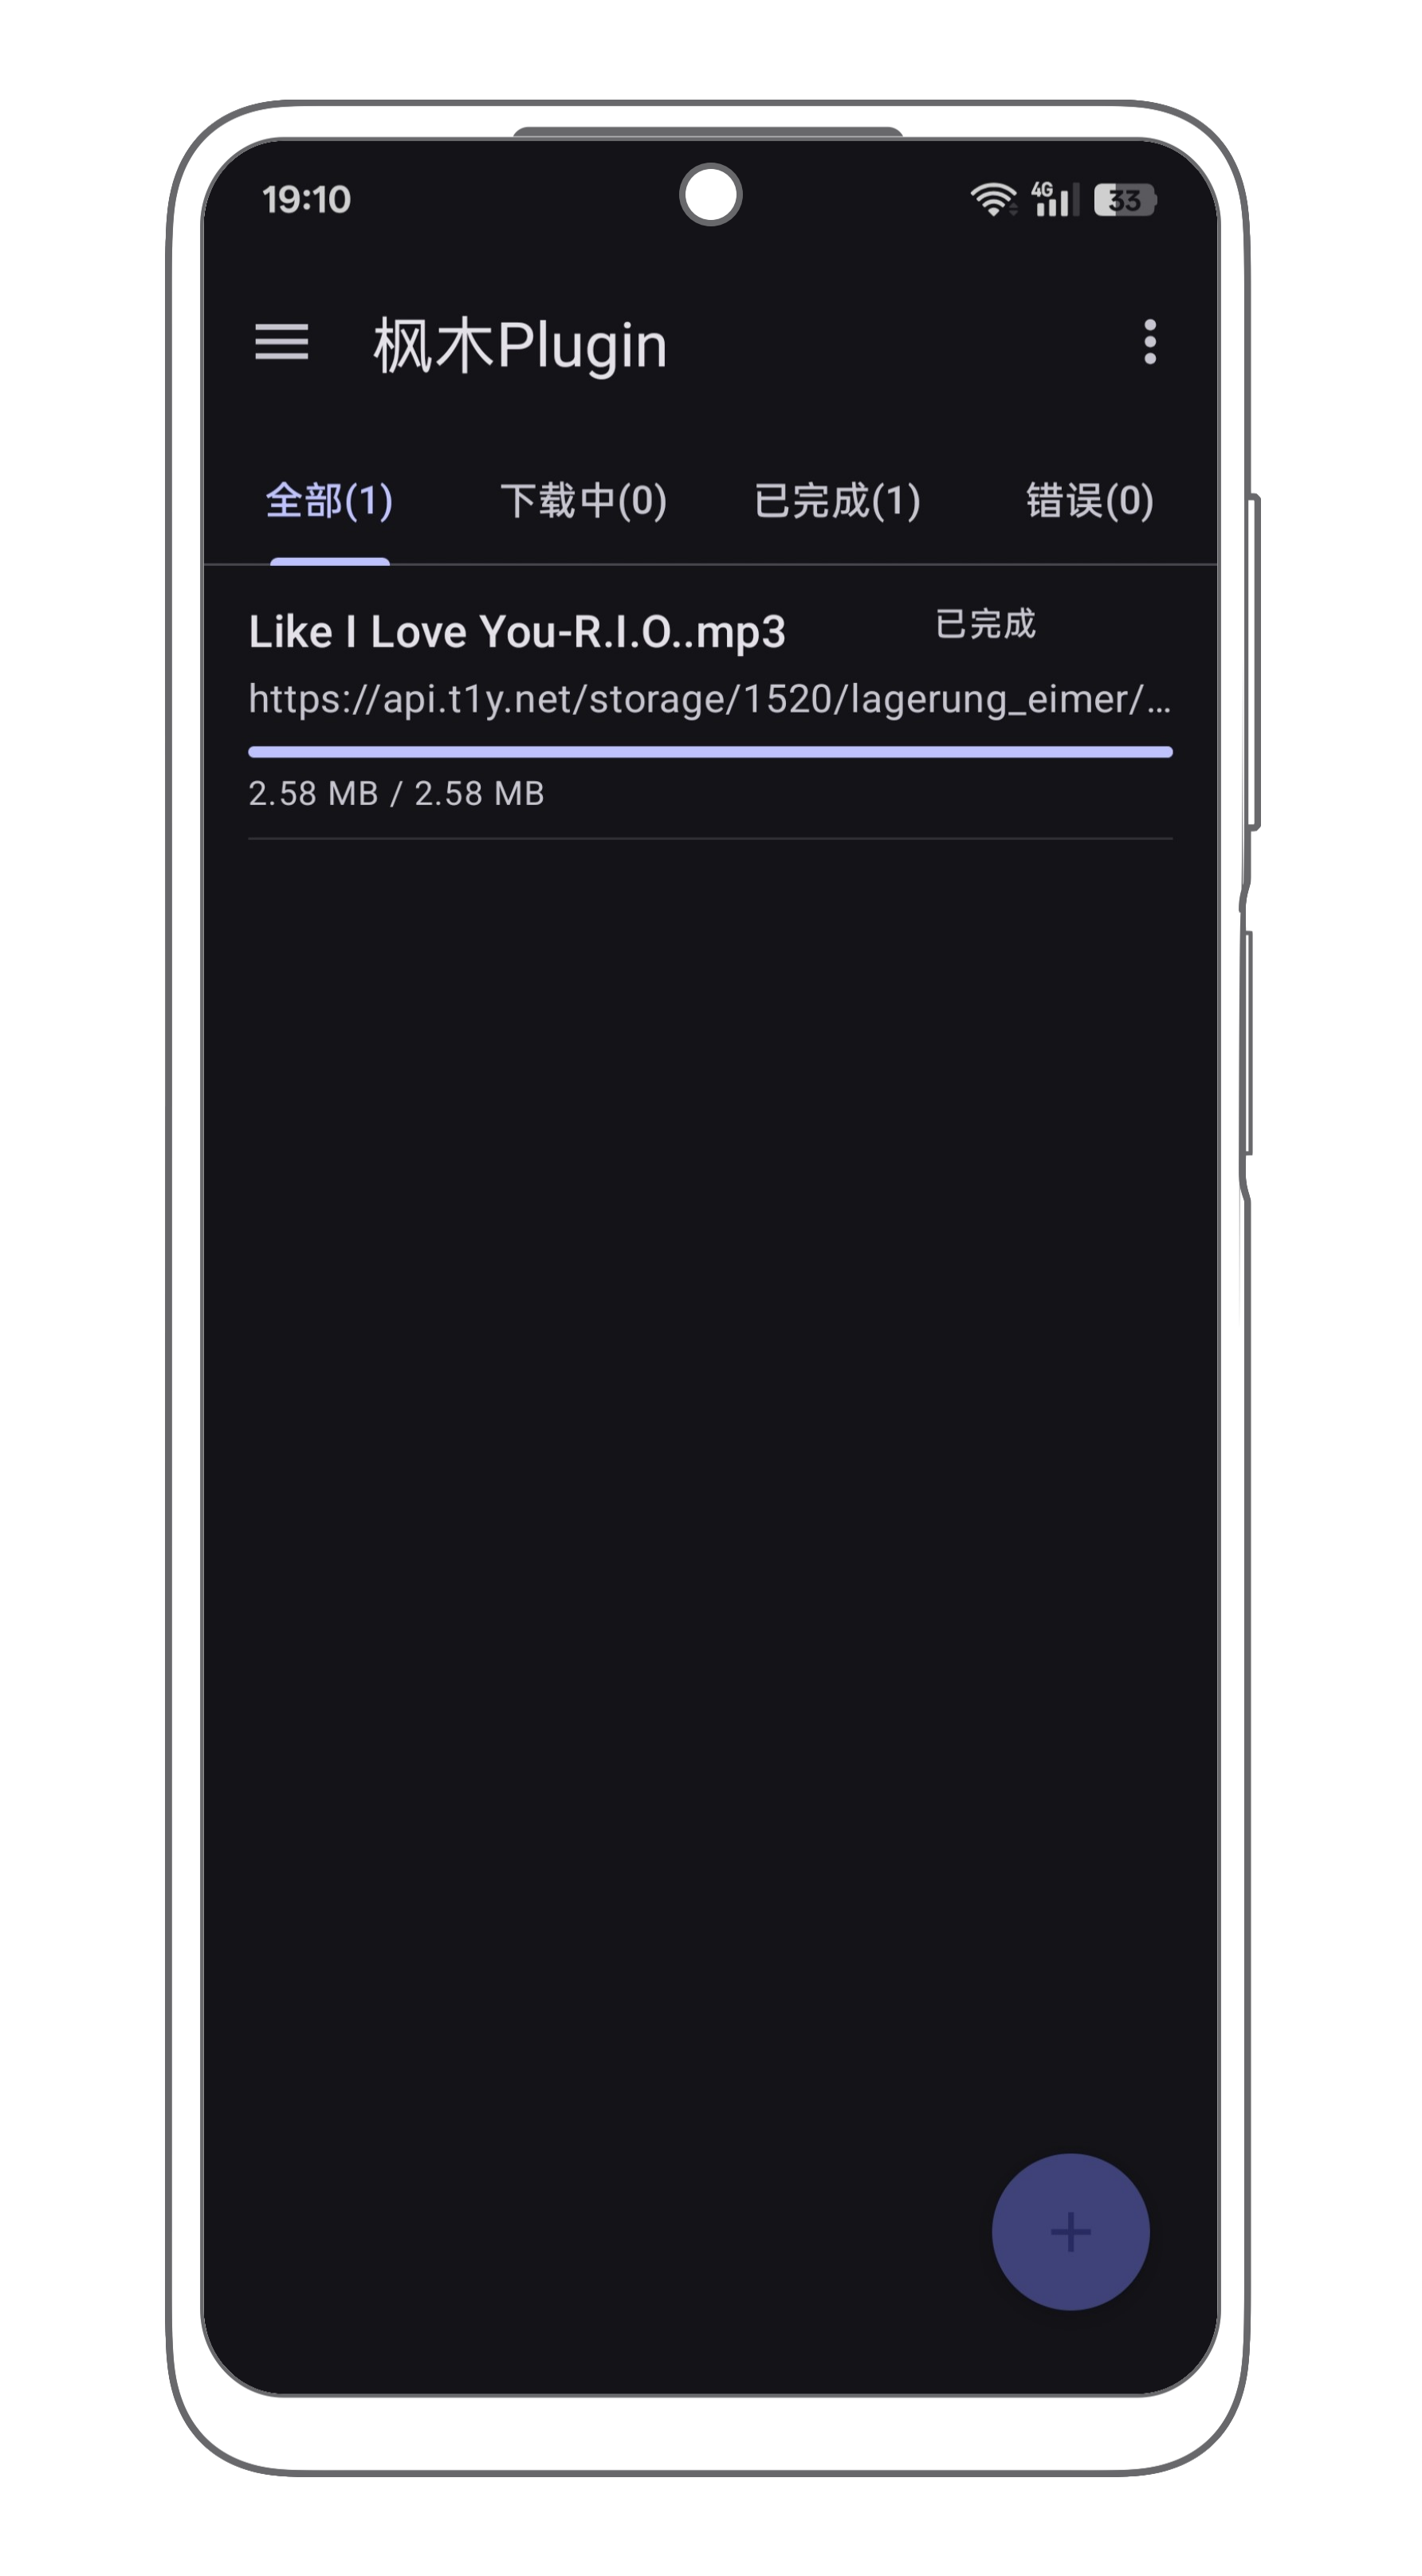 19:10 4G 33
枫木Plugin
全部(1) 下载中(0) 已完成(1) 错误(0)
Like I Love You-R.I.O..mp3 已完成
https://api.t1y.net/storage/1520/lagerung_eimer/...
2.58 MB / 2.58 MB
+